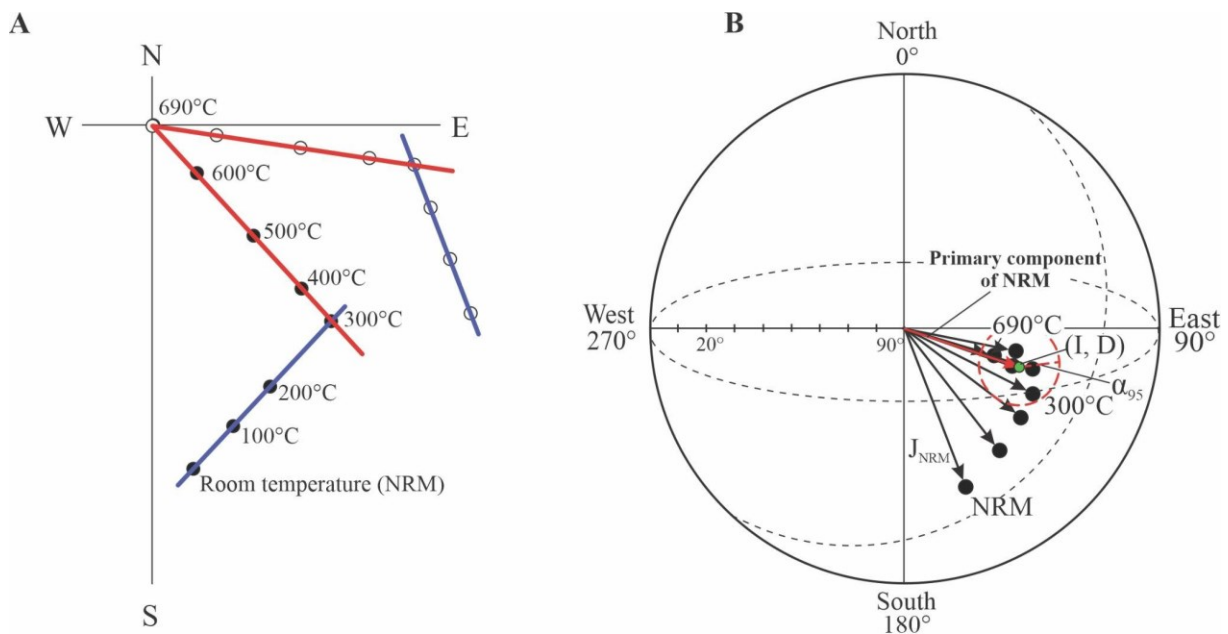 A
N
690°C
W
E
600°C
500°C
400°C
300°C
200°C
100°C
Room temperature (NRM)
S
B
North
0°
Primary component
of NRM
West
270°
20°
90°
690°C
(I, D)
East
90°
α95
300°C
JNRM
NRM
South
180°